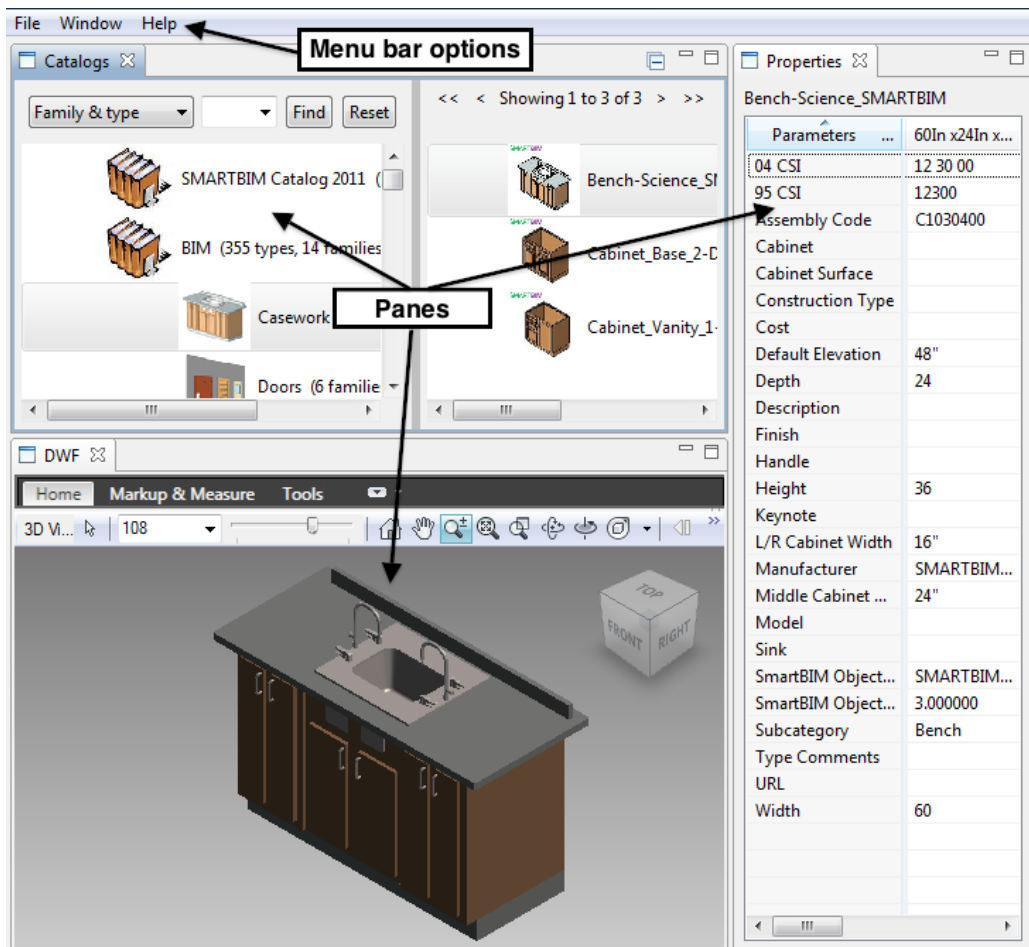 File Window Help
Menu bar options
Catalogs
Family & type
Find
Reset
<< < Showing 1 to 3 of 3 > >>
SMARTBIM Catalog 2011 (
BIM (355 types, 14 families
Casework
Doors (6 familie
SMARTBIM
Bench-Science_SM
Cabinet_Base_2-D
SMARTBIM
Cabinet_Vanity_1-
Panes
Properties
Bench-Science_SMARTBIM
Parameters ... 60In x24In x...
04 CSI 12 30 00
95 CSI 12300
Assembly Code C1030400
Cabinet
Cabinet Surface
Construction Type
Cost
Default Elevation 48"
Depth 24
Description
Finish
Handle
Height 36
Keynote
L/R Cabinet Width 16"
Manufacturer SMARTBIM...
Middle Cabinet ... 24"
Model
Sink
SmartBIM Object... SMARTBIM...
SmartBIM Object... 3.000000
Subcategory Bench
Type Comments
URL
Width 60
DWF
Home Markup & Measure Tools
3D Vi... 108
TOP
FRONT RIGHT